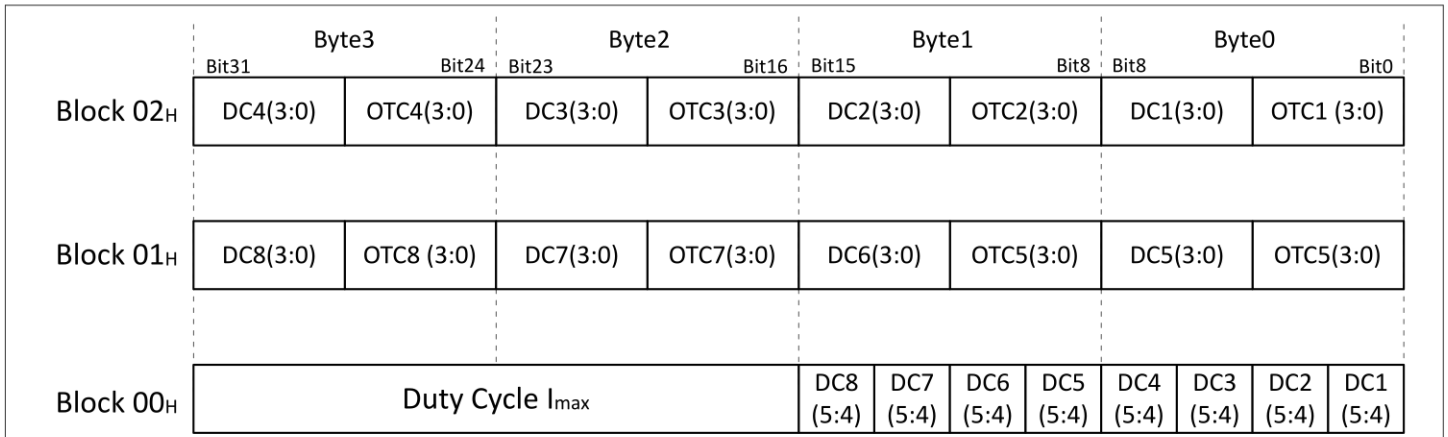 Byte3 Byte2 Byte1 Byte0
Bit31 Bit24 Bit23 Bit16 Bit15 Bit8 Bit8 Bit0
Block 02H DC4(3:0) OTC4(3:0) DC3(3:0) OTC3(3:0) DC2(3:0) OTC2(3:0) DC1(3:0) OTC1 (3:0)
Block 01H DC8(3:0) OTC8 (3:0) DC7(3:0) OTC7(3:0) DC6(3:0) OTC5(3:0) DC5(3:0) OTC5(3:0)
DC8 DC7 DC6 DC5 DC4 DC3 DC2 DC1
Block 00H Duty Cycle Imax
(5:4) (5:4) (5:4) (5:4) (5:4) (5:4) (5:4) (5:4)